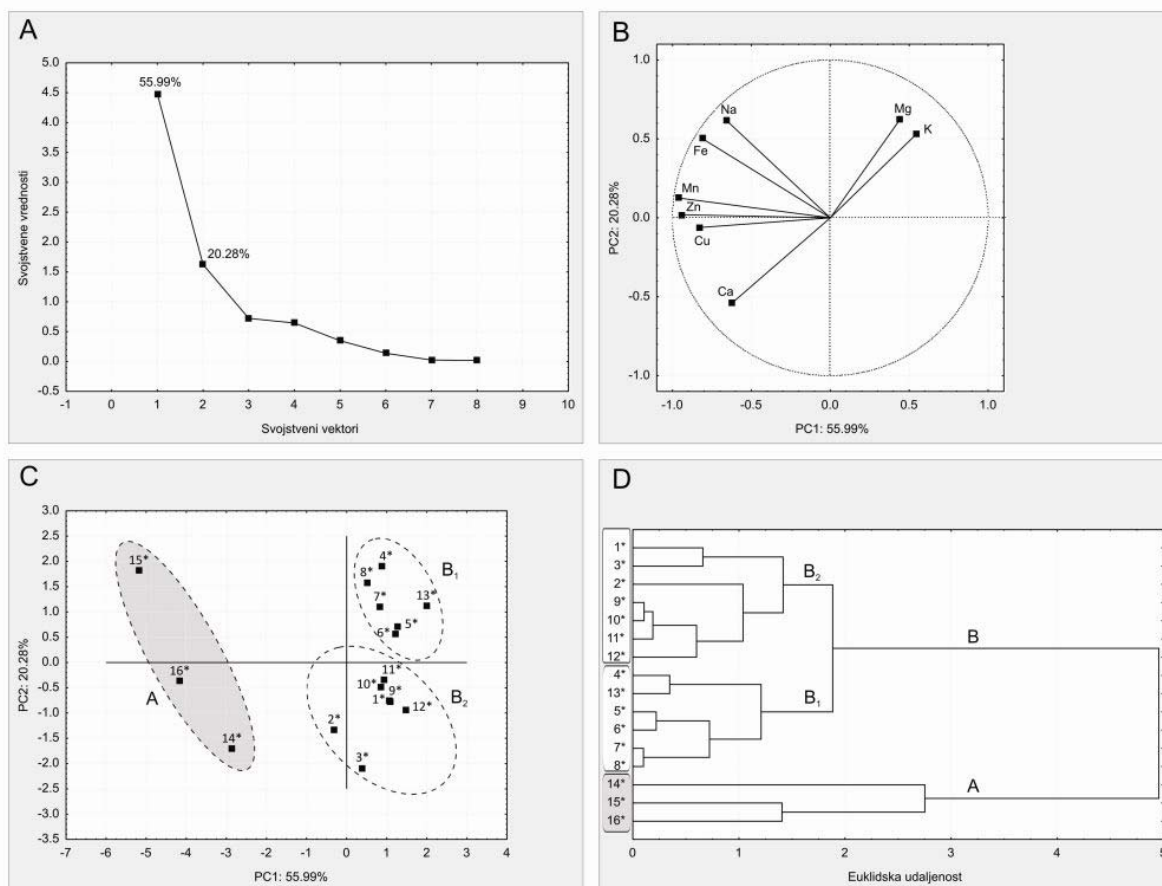 A
5.0
4.5
4.0
3.5
3.0
2.5
2.0
1.5
1.0
0.5
0.0
-0.5
55.99%
20.28%
Svojstvene vrednosti
-1 0 1 2 3 4 5 6 7 8 9 10
Svojstveni vektori
B
1.0
0.5
0.0
-0.5
-1.0
PC2: 20.28%
Na
Mg
K
Fe
Mn
Zn
Cu
Ca
-1.0 -0.5 0.0 0.5 1.0
PC1: 55.99%
C
3.0
2.5
2.0
1.5
1.0
0.5
0.0
-0.5
-1.0
-1.5
-2.0
-2.5
-3.0
-3.5
PC2: 20.28%
15*
4*
B1
8*
7*
13*
5*
6*
16*
11*
A
10*
9*
B2
1*
12*
2*
14*
3*
-7 -6 -5 -4 -3 -2 -1 0 1 2 3 4
PC1: 55.99%
D
1*
3*
2*
9*
10*
11*
12*
4*
13*
5*
6*
7*
8*
14*
15*
16*
B2
B
B1
A
0 1 2 3 4 5
Euklidska udaljenost